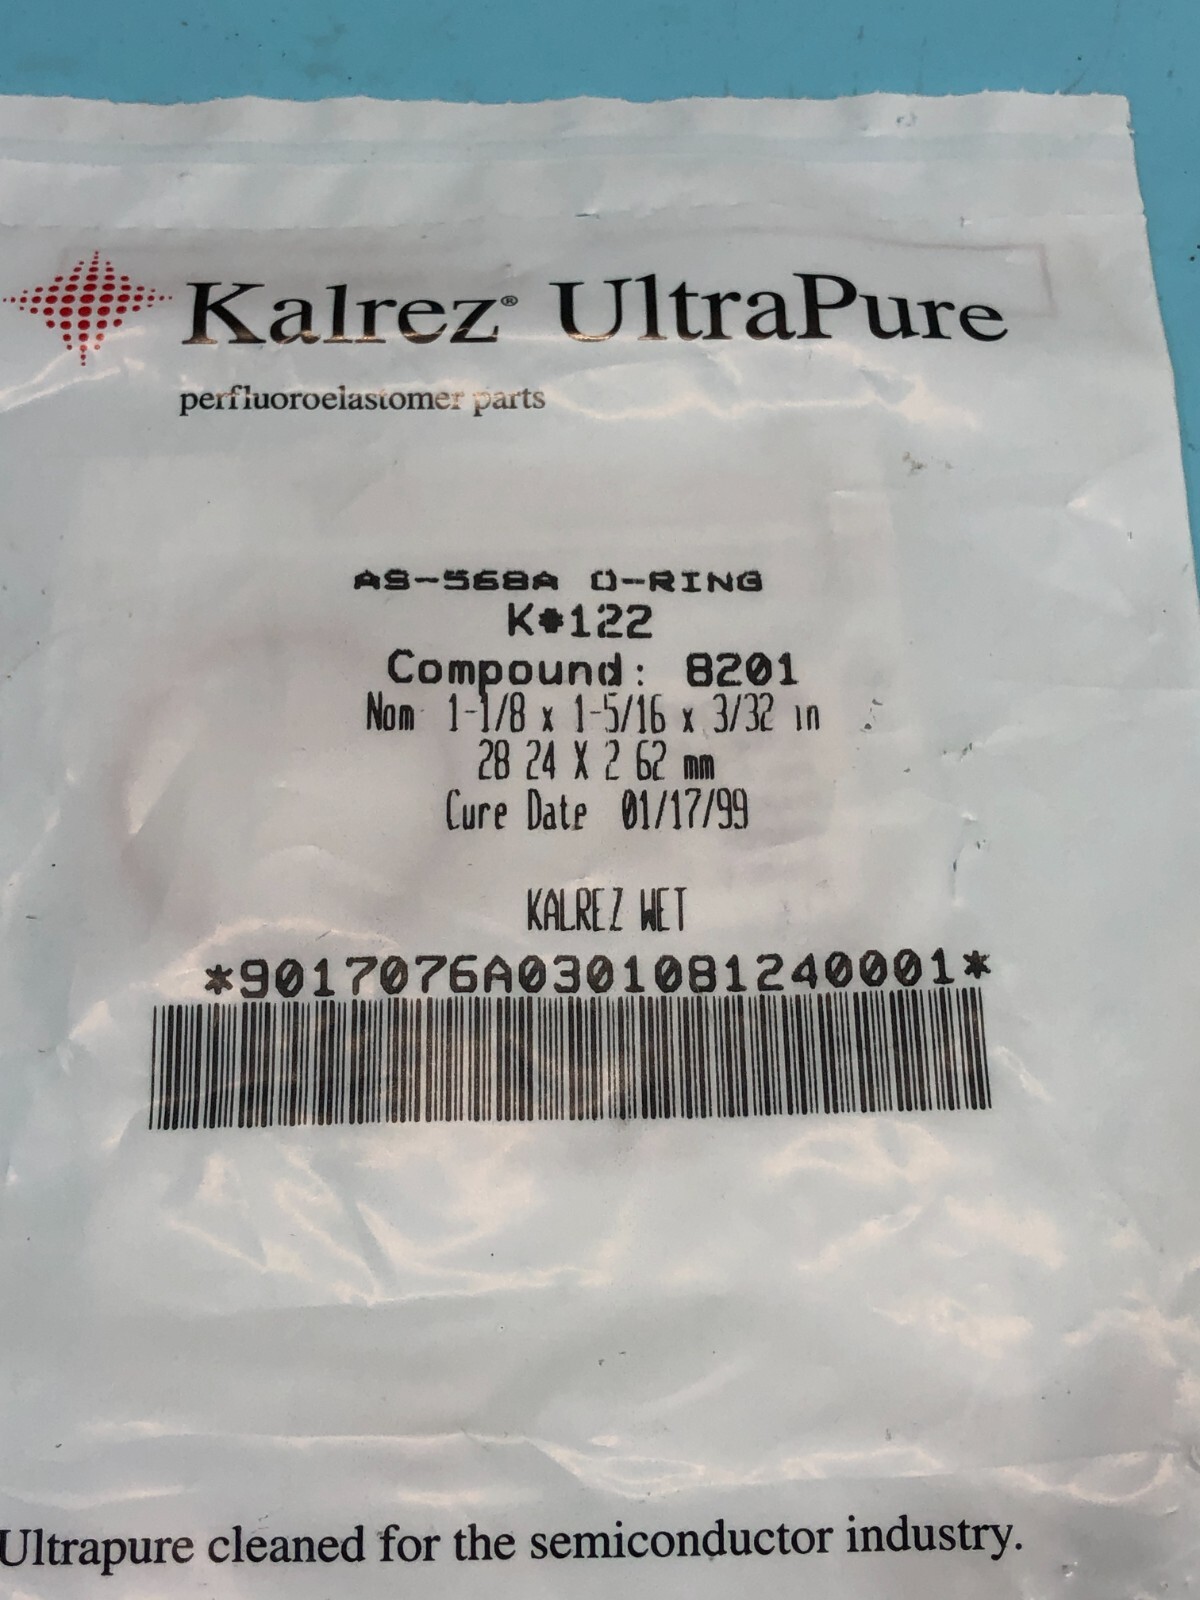 Kalrez® UltraPure
perfluoroelastomer parts
AS-568A O-RING
K#122
Compound: 8201
Nom 1-1/8 x 1-5/16 x 3/32 in
28 24 X 2 62 mm
Cure Date 01/17/99
KALREZ WET
*9017076A0301081240001*
Ultrapure cleaned for the semiconductor industry.